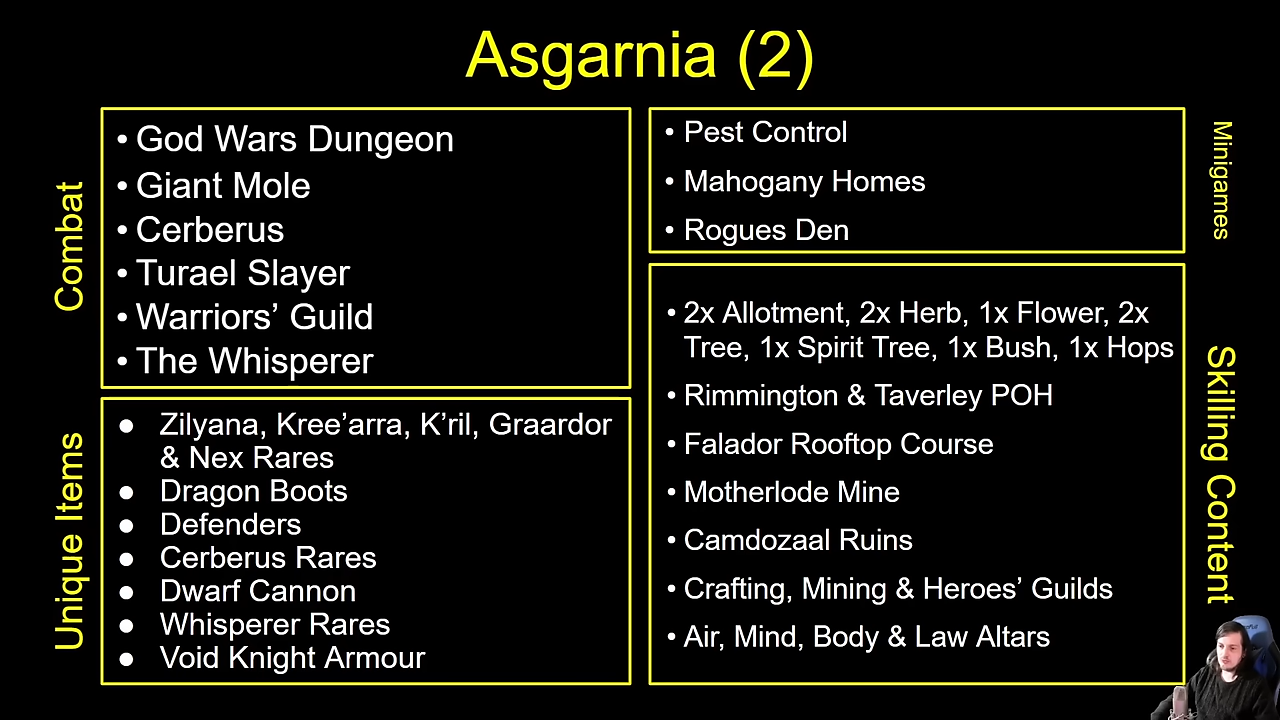 Asgarnia (2)
Combat
• God Wars Dungeon
• Giant Mole
• Cerberus
• Turael Slayer
• Warriors’ Guild
• The Whisperer
Unique Items
● Zilyana, Kree’arra, K’ril, Graardor
& Nex Rares
● Dragon Boots
● Defenders
● Cerberus Rares
● Dwarf Cannon
● Whisperer Rares
● Void Knight Armour
Minigames
• Pest Control
• Mahogany Homes
• Rogues Den
Skilling Content
• 2x Allotment, 2x Herb, 1x Flower, 2x
Tree, 1x Spirit Tree, 1x Bush, 1x Hops
• Rimmington & Taverley POH
• Falador Rooftop Course
• Motherlode Mine
• Camdozaal Ruins
• Crafting, Mining & Heroes’ Guilds
• Air, Mind, Body & Law Altars